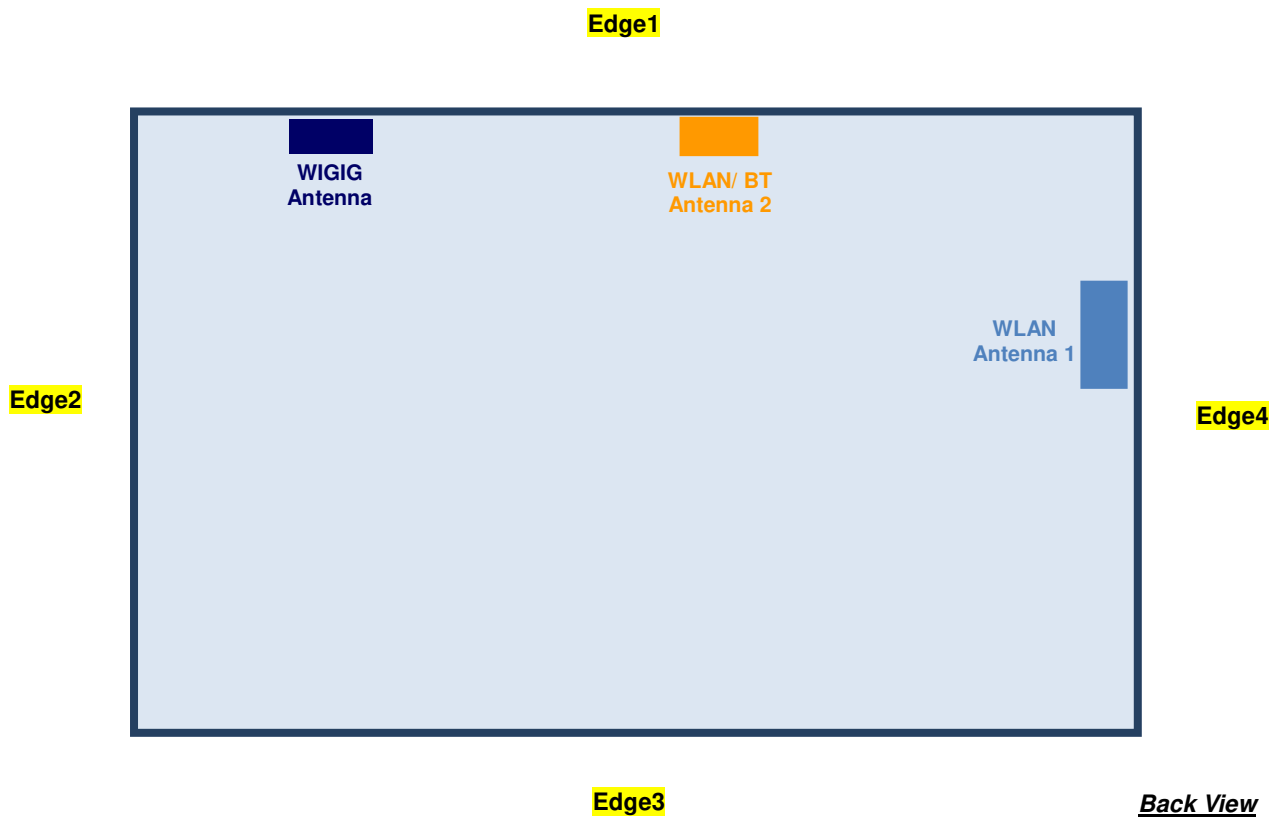 Edge1
WIGIG
Antenna
WLAN/ BT
Antenna 2
WLAN
Antenna 1
Edge2
Edge4
Edge3
Back View